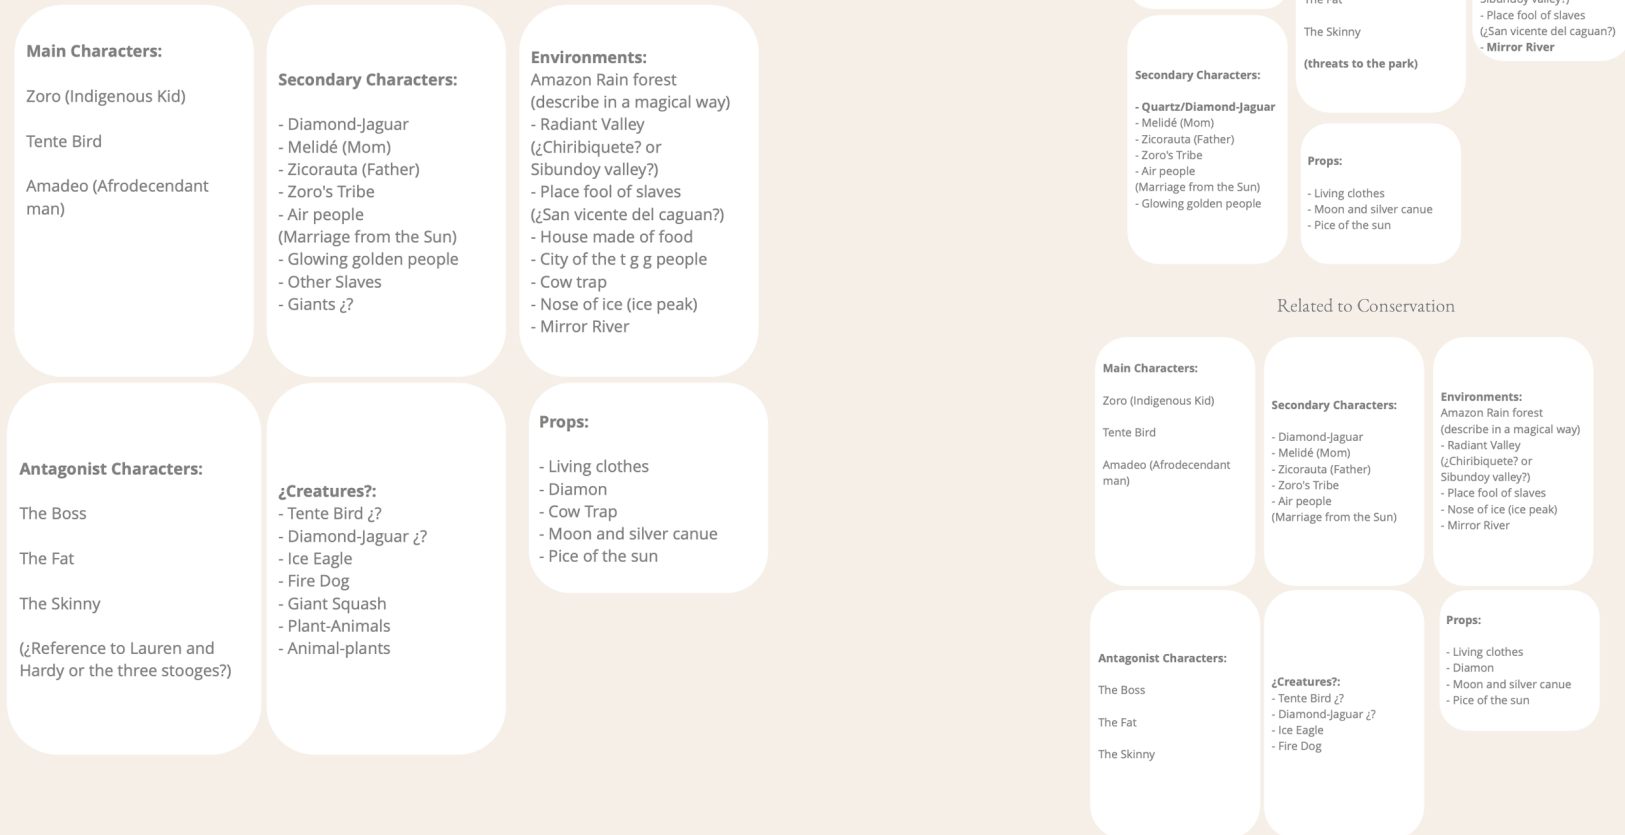 Main Characters:
Zoro (Indigenous Kid)
Tente Bird
Amadeo (Afrodecendant
man)
Secondary Characters:
- Diamond-Jaguar
- Melidé (Mom)
- Zicorauta (Father)
- Zoro's Tribe
- Air people
(Marriage from the Sun)
- Glowing golden people
- Other Slaves
- Giants ¿?
Environments:
Amazon Rain forest
(describe in a magical way)
- Radiant Valley
(¿Chiribiquete? or
Sibundoy valley?)
- Place fool of slaves
(¿San vicente del caguan?)
- House made of food
- City of the t g g people
- Cow trap
- Nose of ice (ice peak)
- Mirror River
Antagonist Characters:
The Boss
The Fat
The Skinny
(¿Reference to Lauren and
Hardy or the three stooges?)
¿Creatures?:
- Tente Bird ¿?
- Diamond-Jaguar ¿?
- Ice Eagle
- Fire Dog
- Giant Squash
- Plant-Animals
- Animal-plants
Props:
- Living clothes
- Diamon
- Cow Trap
- Moon and silver canue
- Pice of the sun
Secondary Characters:
- Quartz/Diamond-Jaguar
- Melidé (Mom)
- Zicorauta (Father)
- Zoro's Tribe
- Air people
(Marriage from the Sun)
- Glowing golden people
The Fat
The Skinny
(threats to the park)
Sibundoy valley?)
- Place fool of slaves
(¿San vicente del caguan?)
- Mirror River
Props:
- Living clothes
- Moon and silver canue
- Pice of the sun
Related to Conservation
Main Characters:
Zoro (Indigenous Kid)
Tente Bird
Amadeo (Afrodecendant
man)
Secondary Characters:
- Diamond-Jaguar
- Melidé (Mom)
- Zicorauta (Father)
- Zoro's Tribe
- Air people
(Marriage from the Sun)
Environments:
Amazon Rain forest
(describe in a magical way)
- Radiant Valley
(¿Chiribiquete? or
Sibundoy valley?)
- Place fool of slaves
- Nose of ice (ice peak)
- Mirror River
Antagonist Characters:
The Boss
The Fat
The Skinny
¿Creatures?:
- Tente Bird ¿?
- Diamond-Jaguar ¿?
- Ice Eagle
- Fire Dog
Props:
- Living clothes
- Diamon
- Moon and silver canue
- Pice of the sun